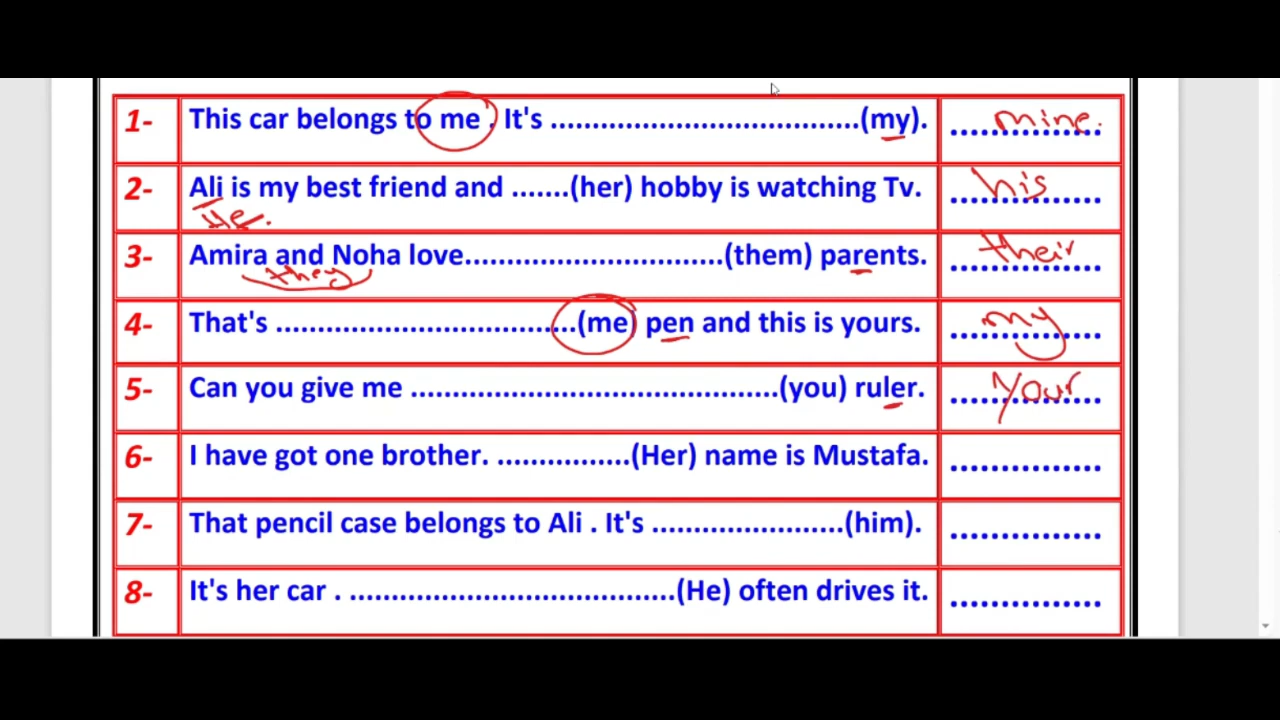 1- This car belongs to me . It's .....................................(my). mine.
2- Ali is my best friend and .......(her) hobby is watching Tv. his
He.
3- Amira and Noha love...............................(them) parents. their
they
4- That's ....................................(me) pen and this is yours. my
5- Can you give me ............................................(you) ruler. your
6- I have got one brother. ................(Her) name is Mustafa. ...............
7- That pencil case belongs to Ali . It's .......................(him). ...............
8- It's her car . .......................................(He) often drives it. ...............